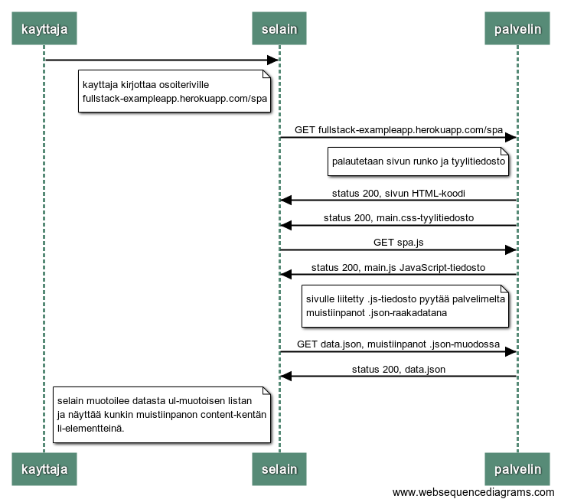 kayttaja selain palvelin
kayttaja kirjottaa osoiteriville
fullstack-exampleapp.herokuapp.com/spa
GET fullstack-exampleapp.herokuapp.com/spa
palautetaan sivun runko ja tyylitiedosto
status 200, sivun HTML-koodi
status 200, main.css-tyylitiedosto
GET spa.js
status 200, main.js JavaScript-tiedosto
sivulle liitetty .js-tiedosto pyytää palvelimelta
muistiinpanot .json-raakadatana
GET data.json, muistiinpanot .json-muodossa
status 200, data.json
selain muotoilee datasta ul-muotoisen listan
ja näyttää kunkin muistiinpanon content-kentän
li-elementteinä.
kayttaja selain palvelin
www.websequencediagrams.com